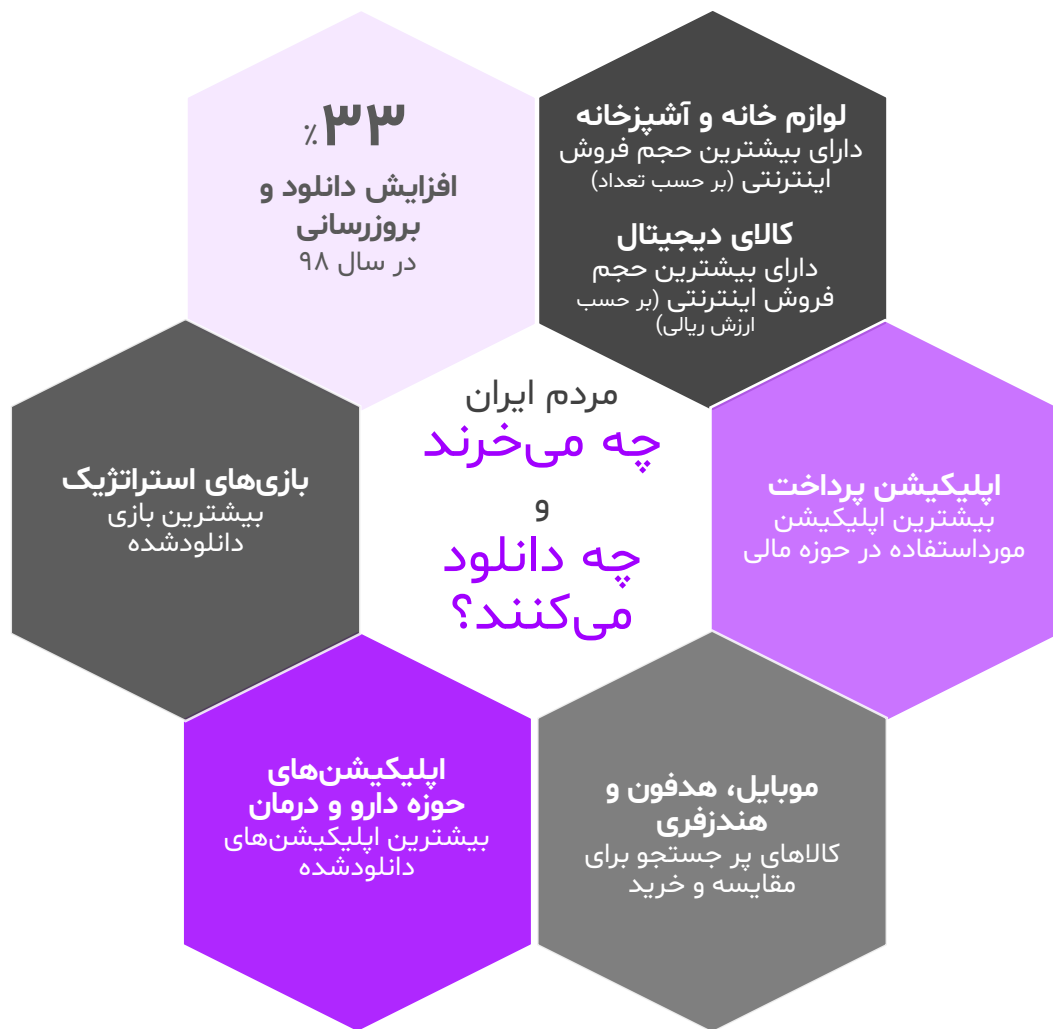 مردم ایران
چه می‌خرند
و
چه دانلود
می‌کنند؟
لوازم خانه و آشپزخانه
دارای بیشترین حجم فروش
اینترنتی (بر حسب تعداد)
کالای دیجیتال
دارای بیشترین حجم
فروش اینترنتی (بر حسب
ارزش ریالی)
٪۳۳
افزایش دانلود و
بروزرسانی
در سال ۹۸
اپلیکیشن پرداخت
بیشترین اپلیکیشن
مورداستفاده در حوزه مالی
بازی‌های استراتژیک
بیشترین بازی
دانلودشده
موبایل، هدفون و
هندزفری
کالاهای پر جستجو برای
مقایسه و خرید
اپلیکیشن‌های
حوزه دارو و درمان
بیشترین اپلیکیشن‌های
دانلودشده